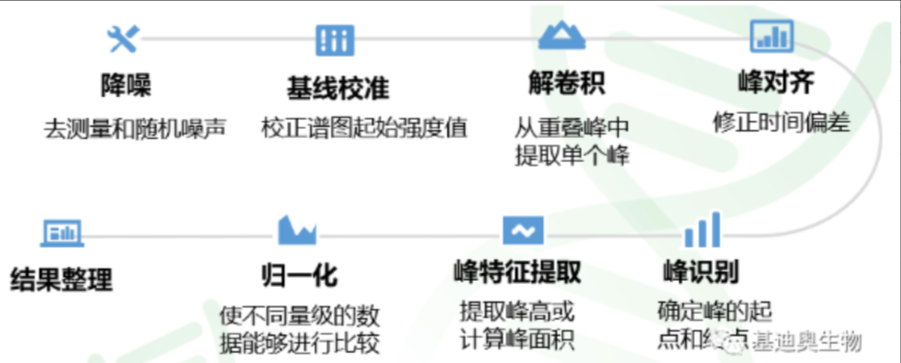 降噪
去测量和随机噪声
基线校准
校正谱图起始强度值
解卷积
从重叠峰中
提取单个峰
峰对齐
修正时间偏差
峰识别
确定峰的起
点和终点
峰特征提取
提取峰高或
计算峰面积
归一化
使不同量级的数
据能够进行比较
结果整理
基迪奥生物